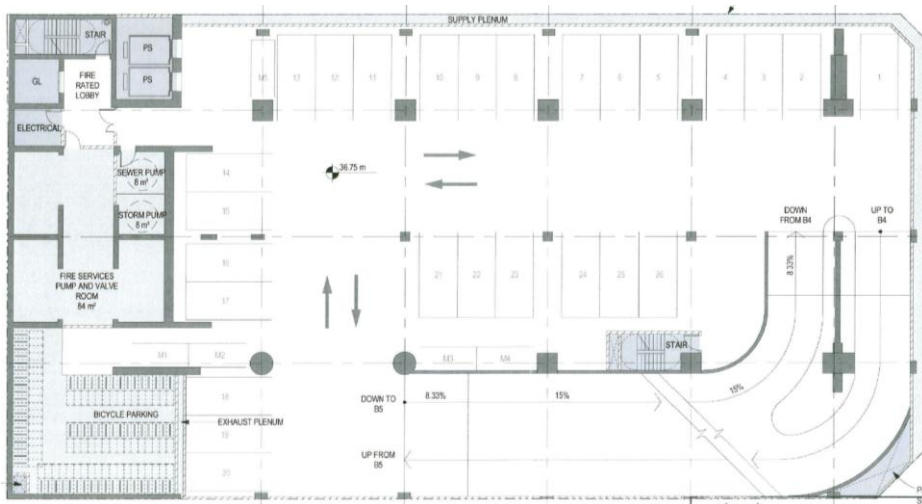 SUPPLY PLENUM
STAIR
PS
PS
GL
FIRE
RATED
LOBBY
ELECTRICAL
13
12
11
10
9
8
7
6
5
4
3
2
1
SEWER PUMP
8 m²
STORM PUMP
8 m²
14
15
36.75 m
DOWN
FROM B4
UP TO
B4
8.33%
16
17
21
22
23
24
25
26
FIRE SERVICES
PUMP AND VALVE
ROOM
84 m²
M1
M2
M3
M4
STAIR
18
19
20
DOWN TO
B5
8.33%
15%
15%
BICYCLE PARKING
EXHAUST PLENUM
UP FROM
B5